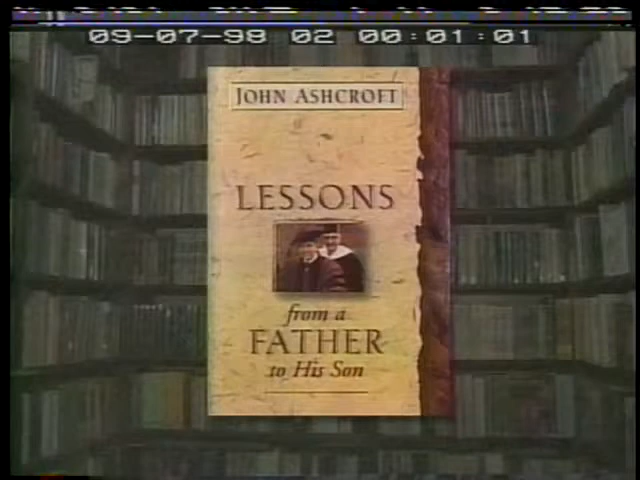 09-07-98 02 00:01:01
JOHN ASHCROFT
LESSONS
from a
FATHER
to His Son